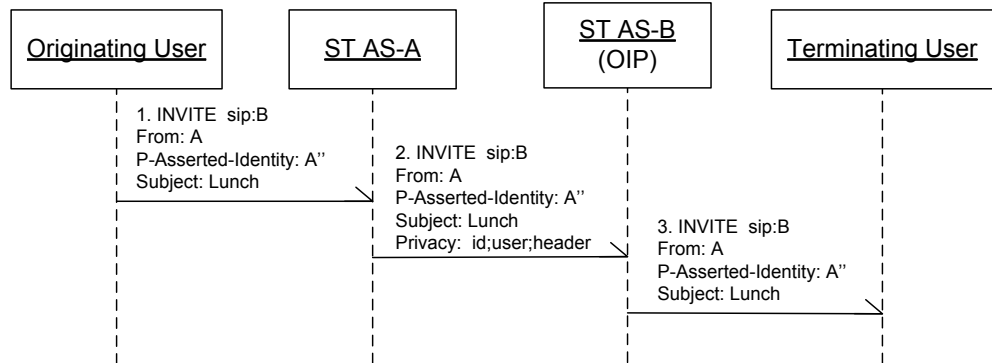 Originating User
ST AS-A
ST AS-B
(OIP)
Terminating User
1. INVITE sip:B
From: A
P-Asserted-Identity: A’’
Subject: Lunch
2. INVITE sip:B
From: A
P-Asserted-Identity: A’’
Subject: Lunch
Privacy: id;user;header
3. INVITE sip:B
From: A
P-Asserted-Identity: A’’
Subject: Lunch